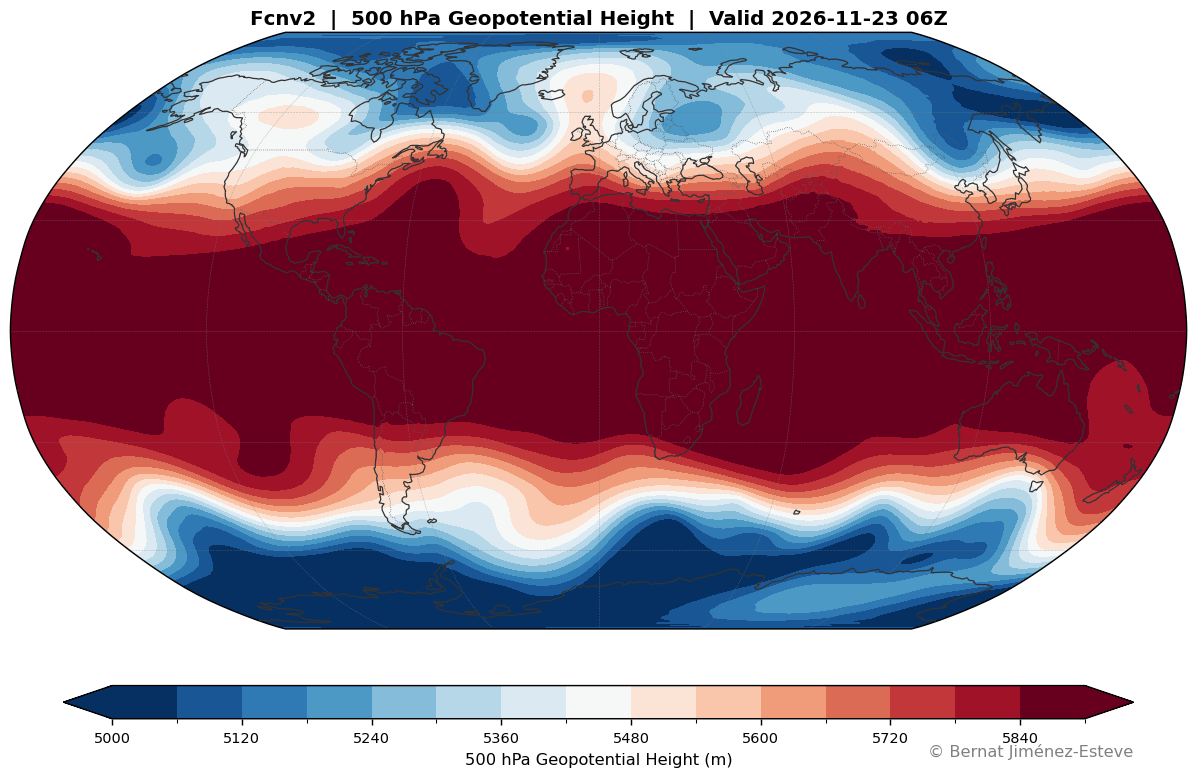 Fcnv2 | 500 hPa Geopotential Height | Valid 2026-11-23 06Z
5000 5120 5240 5360 5480 5600 5720 5840
500 hPa Geopotential Height (m)
© Bernat Jiménez-Esteve